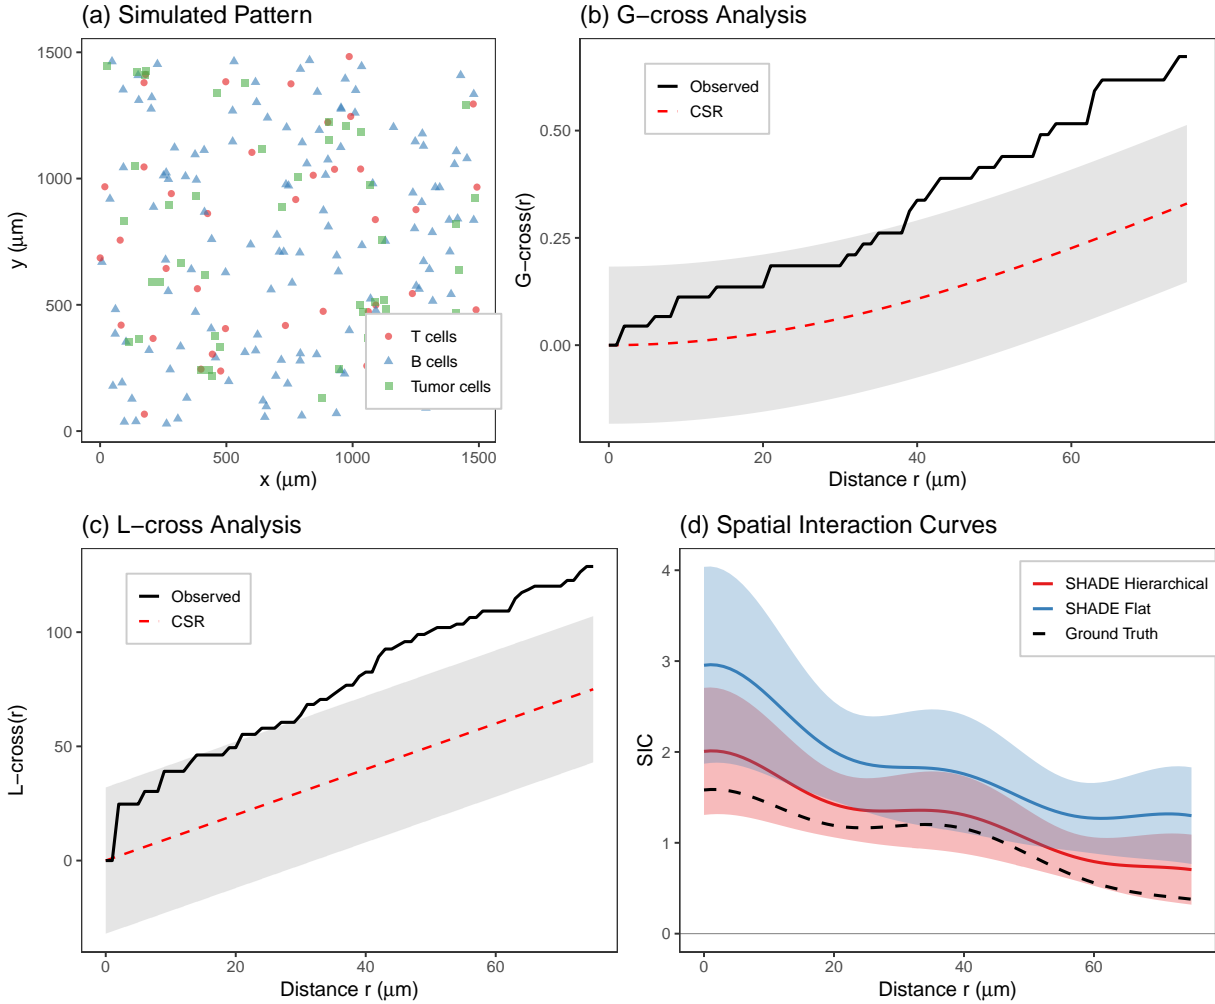 (a) Simulated Pattern
1500
1000
500
0
y (μm)
0
500
1000
1500
x (μm)
T cells
B cells
Tumor cells
(b) G−cross Analysis
Observed
CSR
0.50
0.25
0.00
G−cross(r)
0
20
40
60
Distance r (μm)
(c) L−cross Analysis
Observed
CSR
100
50
0
L−cross(r)
0
20
40
60
Distance r (μm)
(d) Spatial Interaction Curves
SHADE Hierarchical
SHADE Flat
Ground Truth
4
3
2
1
0
SIC
0
20
40
60
Distance r (μm)